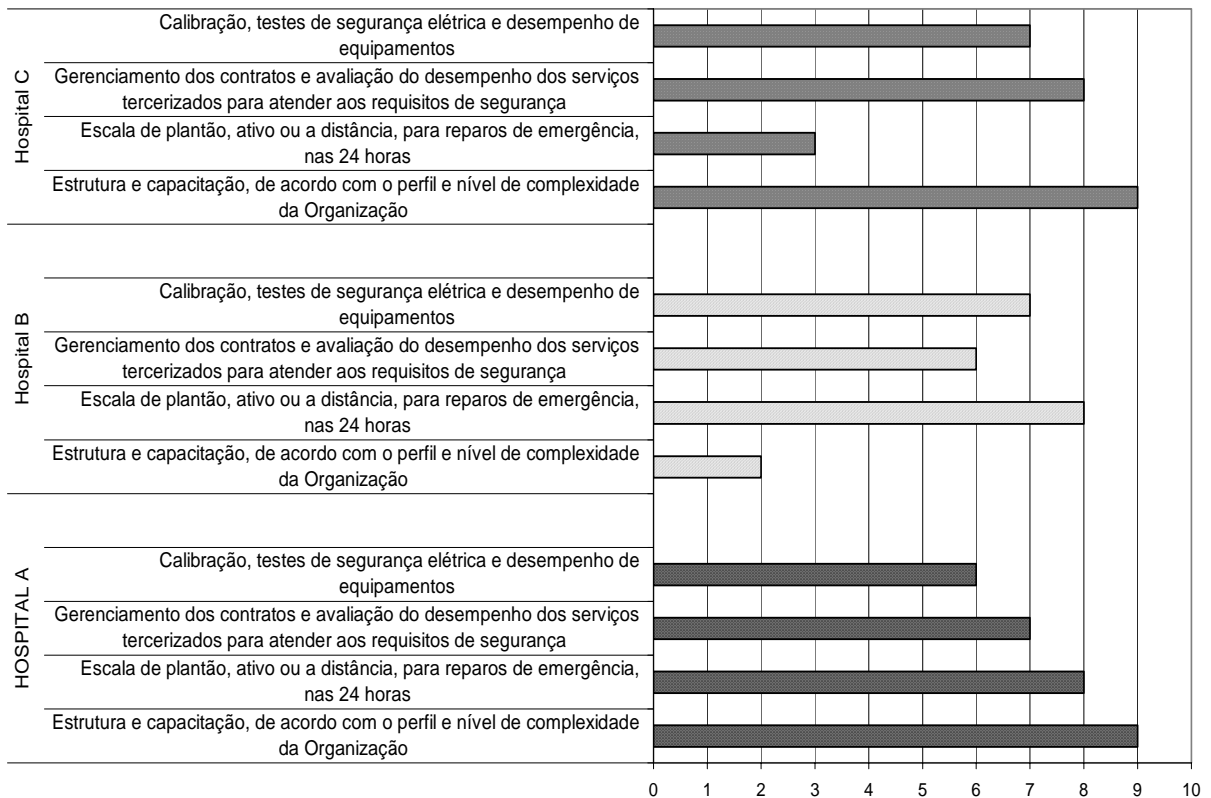 Hospital C
Calibração, testes de segurança elétrica e desempenho de
equipamentos
Gerenciamento dos contratos e avaliação do desempenho dos serviços
tercerizados para atender aos requisitos de segurança
Escala de plantão, ativo ou a distância, para reparos de emergência,
nas 24 horas
Estrutura e capacitação, de acordo com o perfil e nível de complexidade
da Organização
Hospital B
Calibração, testes de segurança elétrica e desempenho de
equipamentos
Gerenciamento dos contratos e avaliação do desempenho dos serviços
tercerizados para atender aos requisitos de segurança
Escala de plantão, ativo ou a distância, para reparos de emergência,
nas 24 horas
Estrutura e capacitação, de acordo com o perfil e nível de complexidade
da Organização
HOSPITAL A
Calibração, testes de segurança elétrica e desempenho de
equipamentos
Gerenciamento dos contratos e avaliação do desempenho dos serviços
tercerizados para atender aos requisitos de segurança
Escala de plantão, ativo ou a distância, para reparos de emergência,
nas 24 horas
Estrutura e capacitação, de acordo com o perfil e nível de complexidade
da Organização
0 1 2 3 4 5 6 7 8 9 10